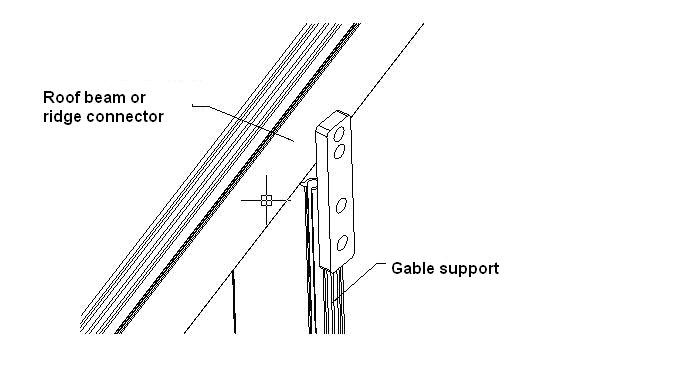 Roof beam or
ridge connector
Gable support